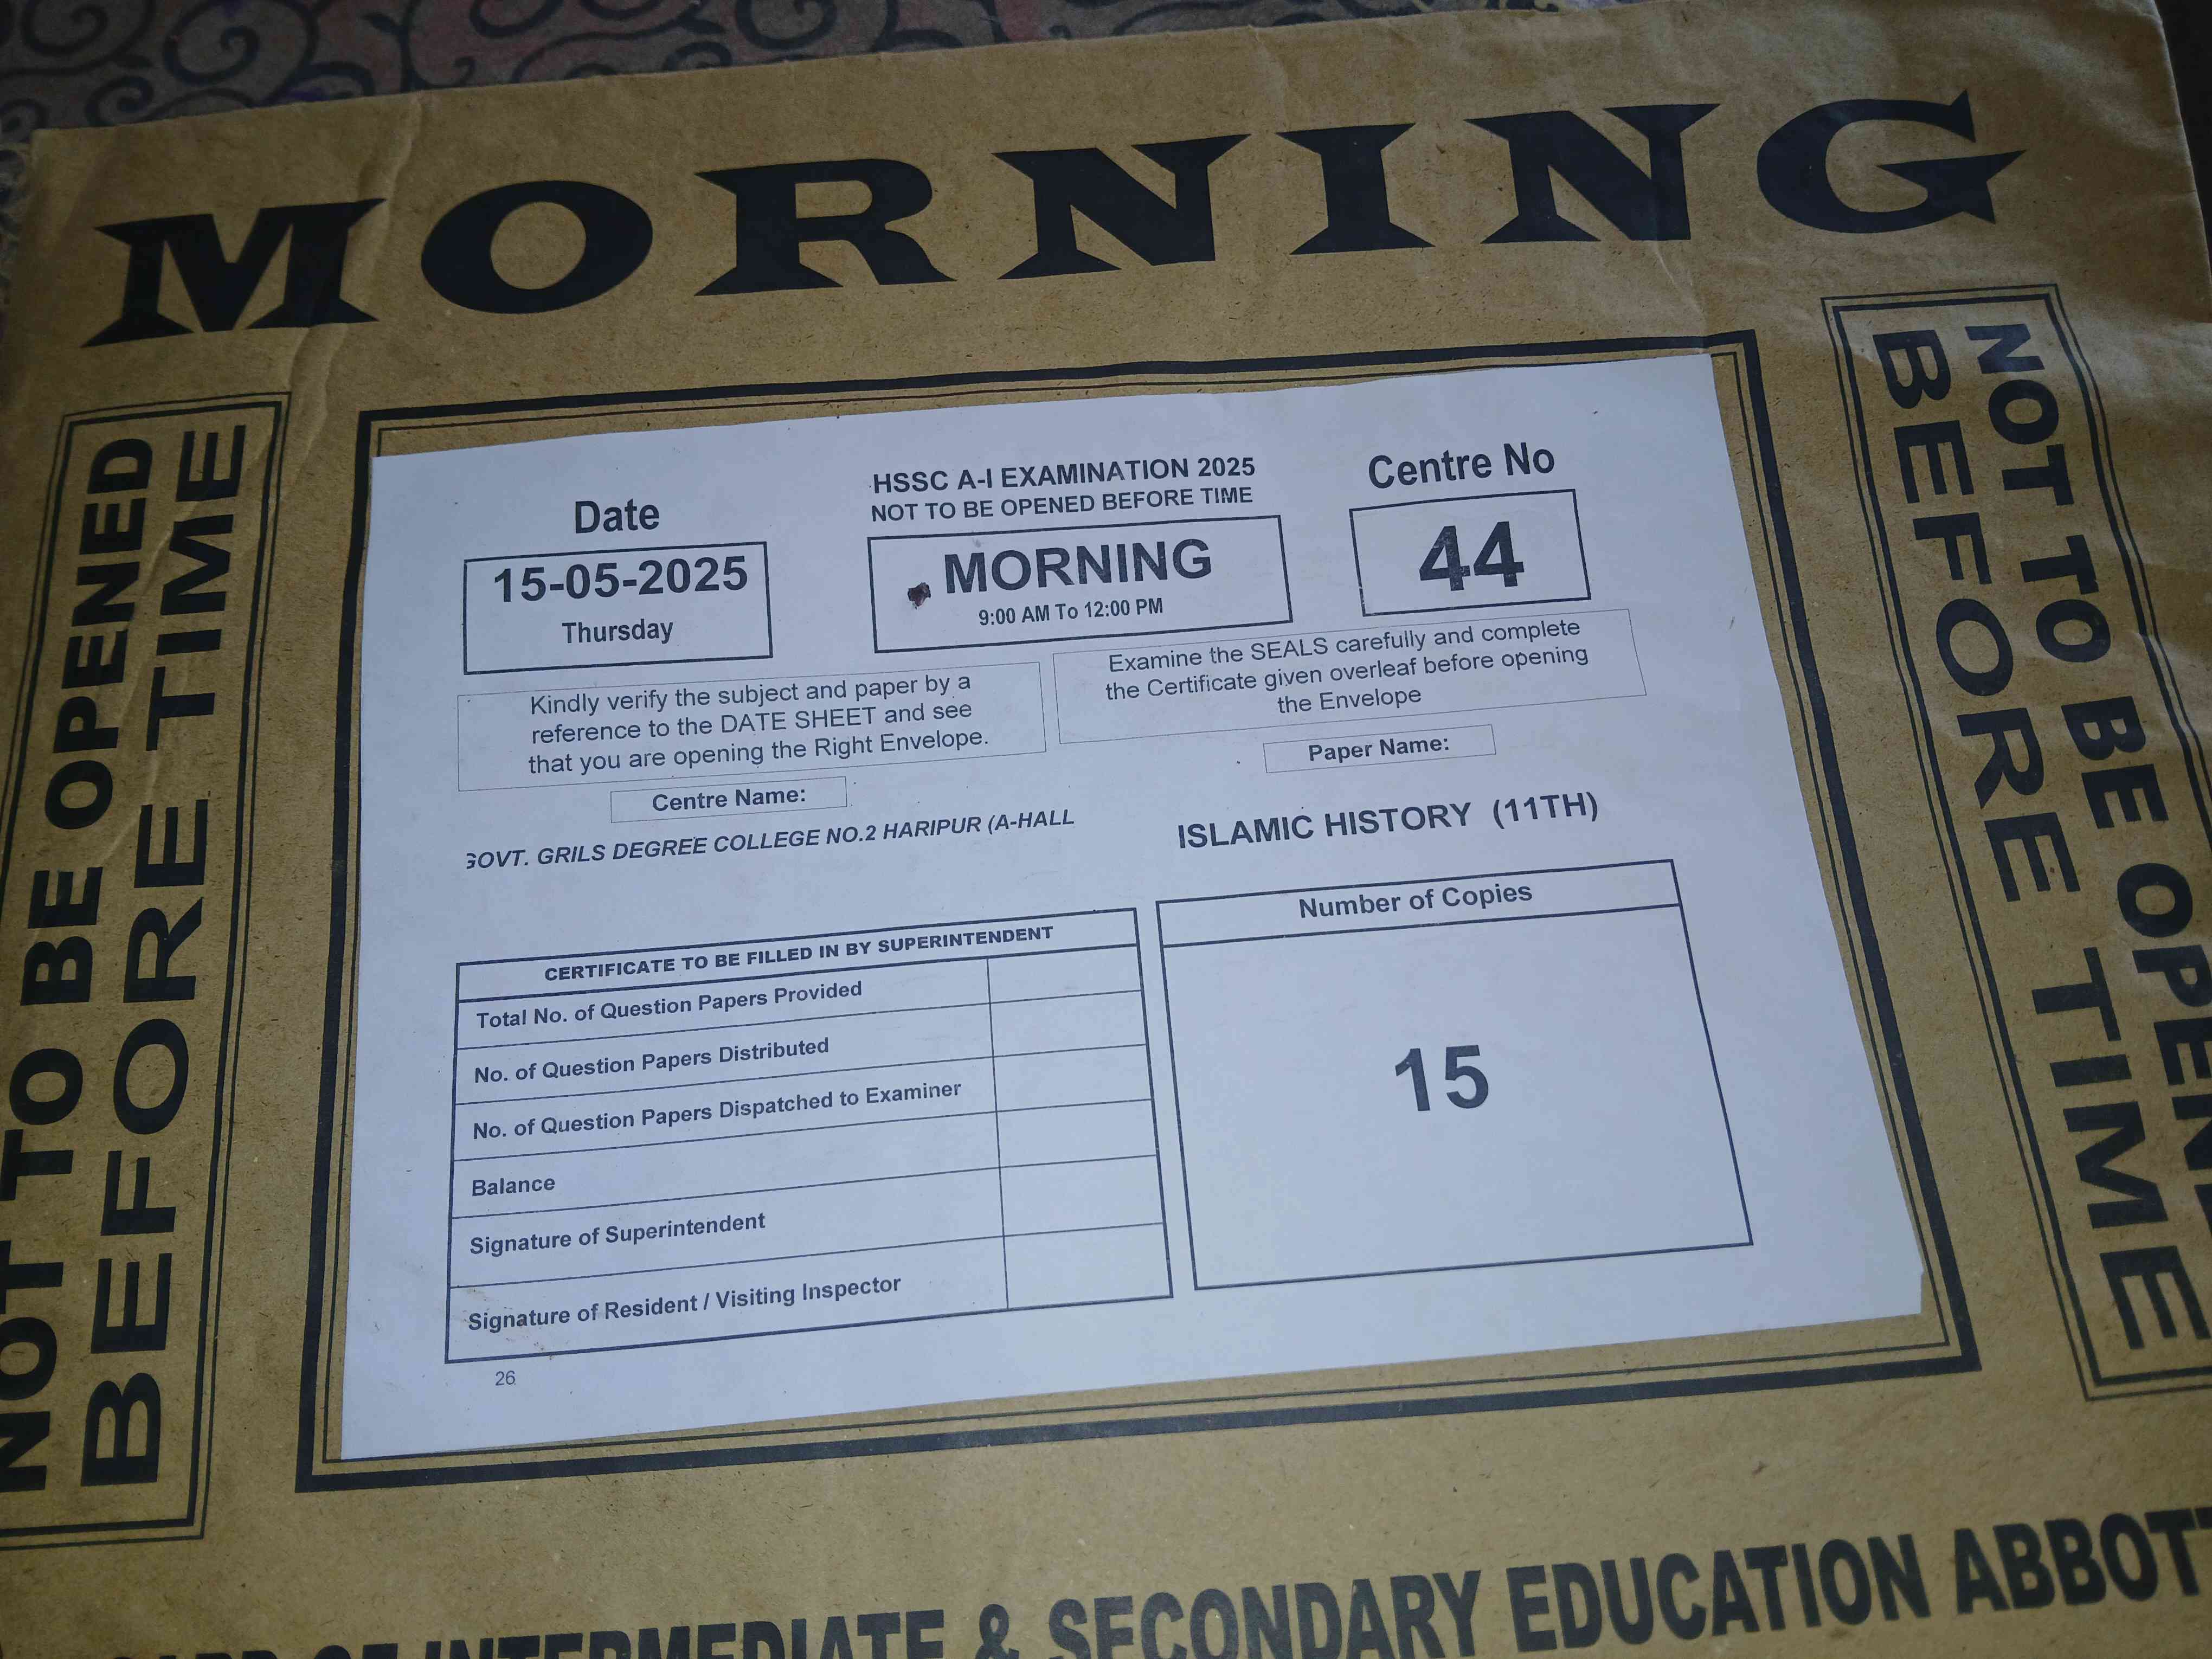 MORNING
NOT TO BE OPENED
BEFORE TIME
NOT TO BE OPENE
BEFORE TIME
Date
15-05-2025
Thursday
HSSC A-I EXAMINATION 2025
NOT TO BE OPENED BEFORE TIME
MORNING
9:00 AM To 12:00 PM
Centre No
44
Kindly verify the subject and paper by a
reference to the DATE SHEET and see
that you are opening the Right Envelope.
Examine the SEALS carefully and complete
the Certificate given overleaf before opening
the Envelope
Centre Name:
GOVT. GRILS DEGREE COLLEGE NO.2 HARIPUR (A-HALL
Paper Name:
ISLAMIC HISTORY (11TH)
CERTIFICATE TO BE FILLED IN BY SUPERINTENDENT
Total No. of Question Papers Provided
No. of Question Papers Distributed
No. of Question Papers Dispatched to Examiner
Balance
Signature of Superintendent
Signature of Resident / Visiting Inspector
Number of Copies
15
26
ARD OF INTERMEDIATE & SECONDARY EDUCATION ABBOT